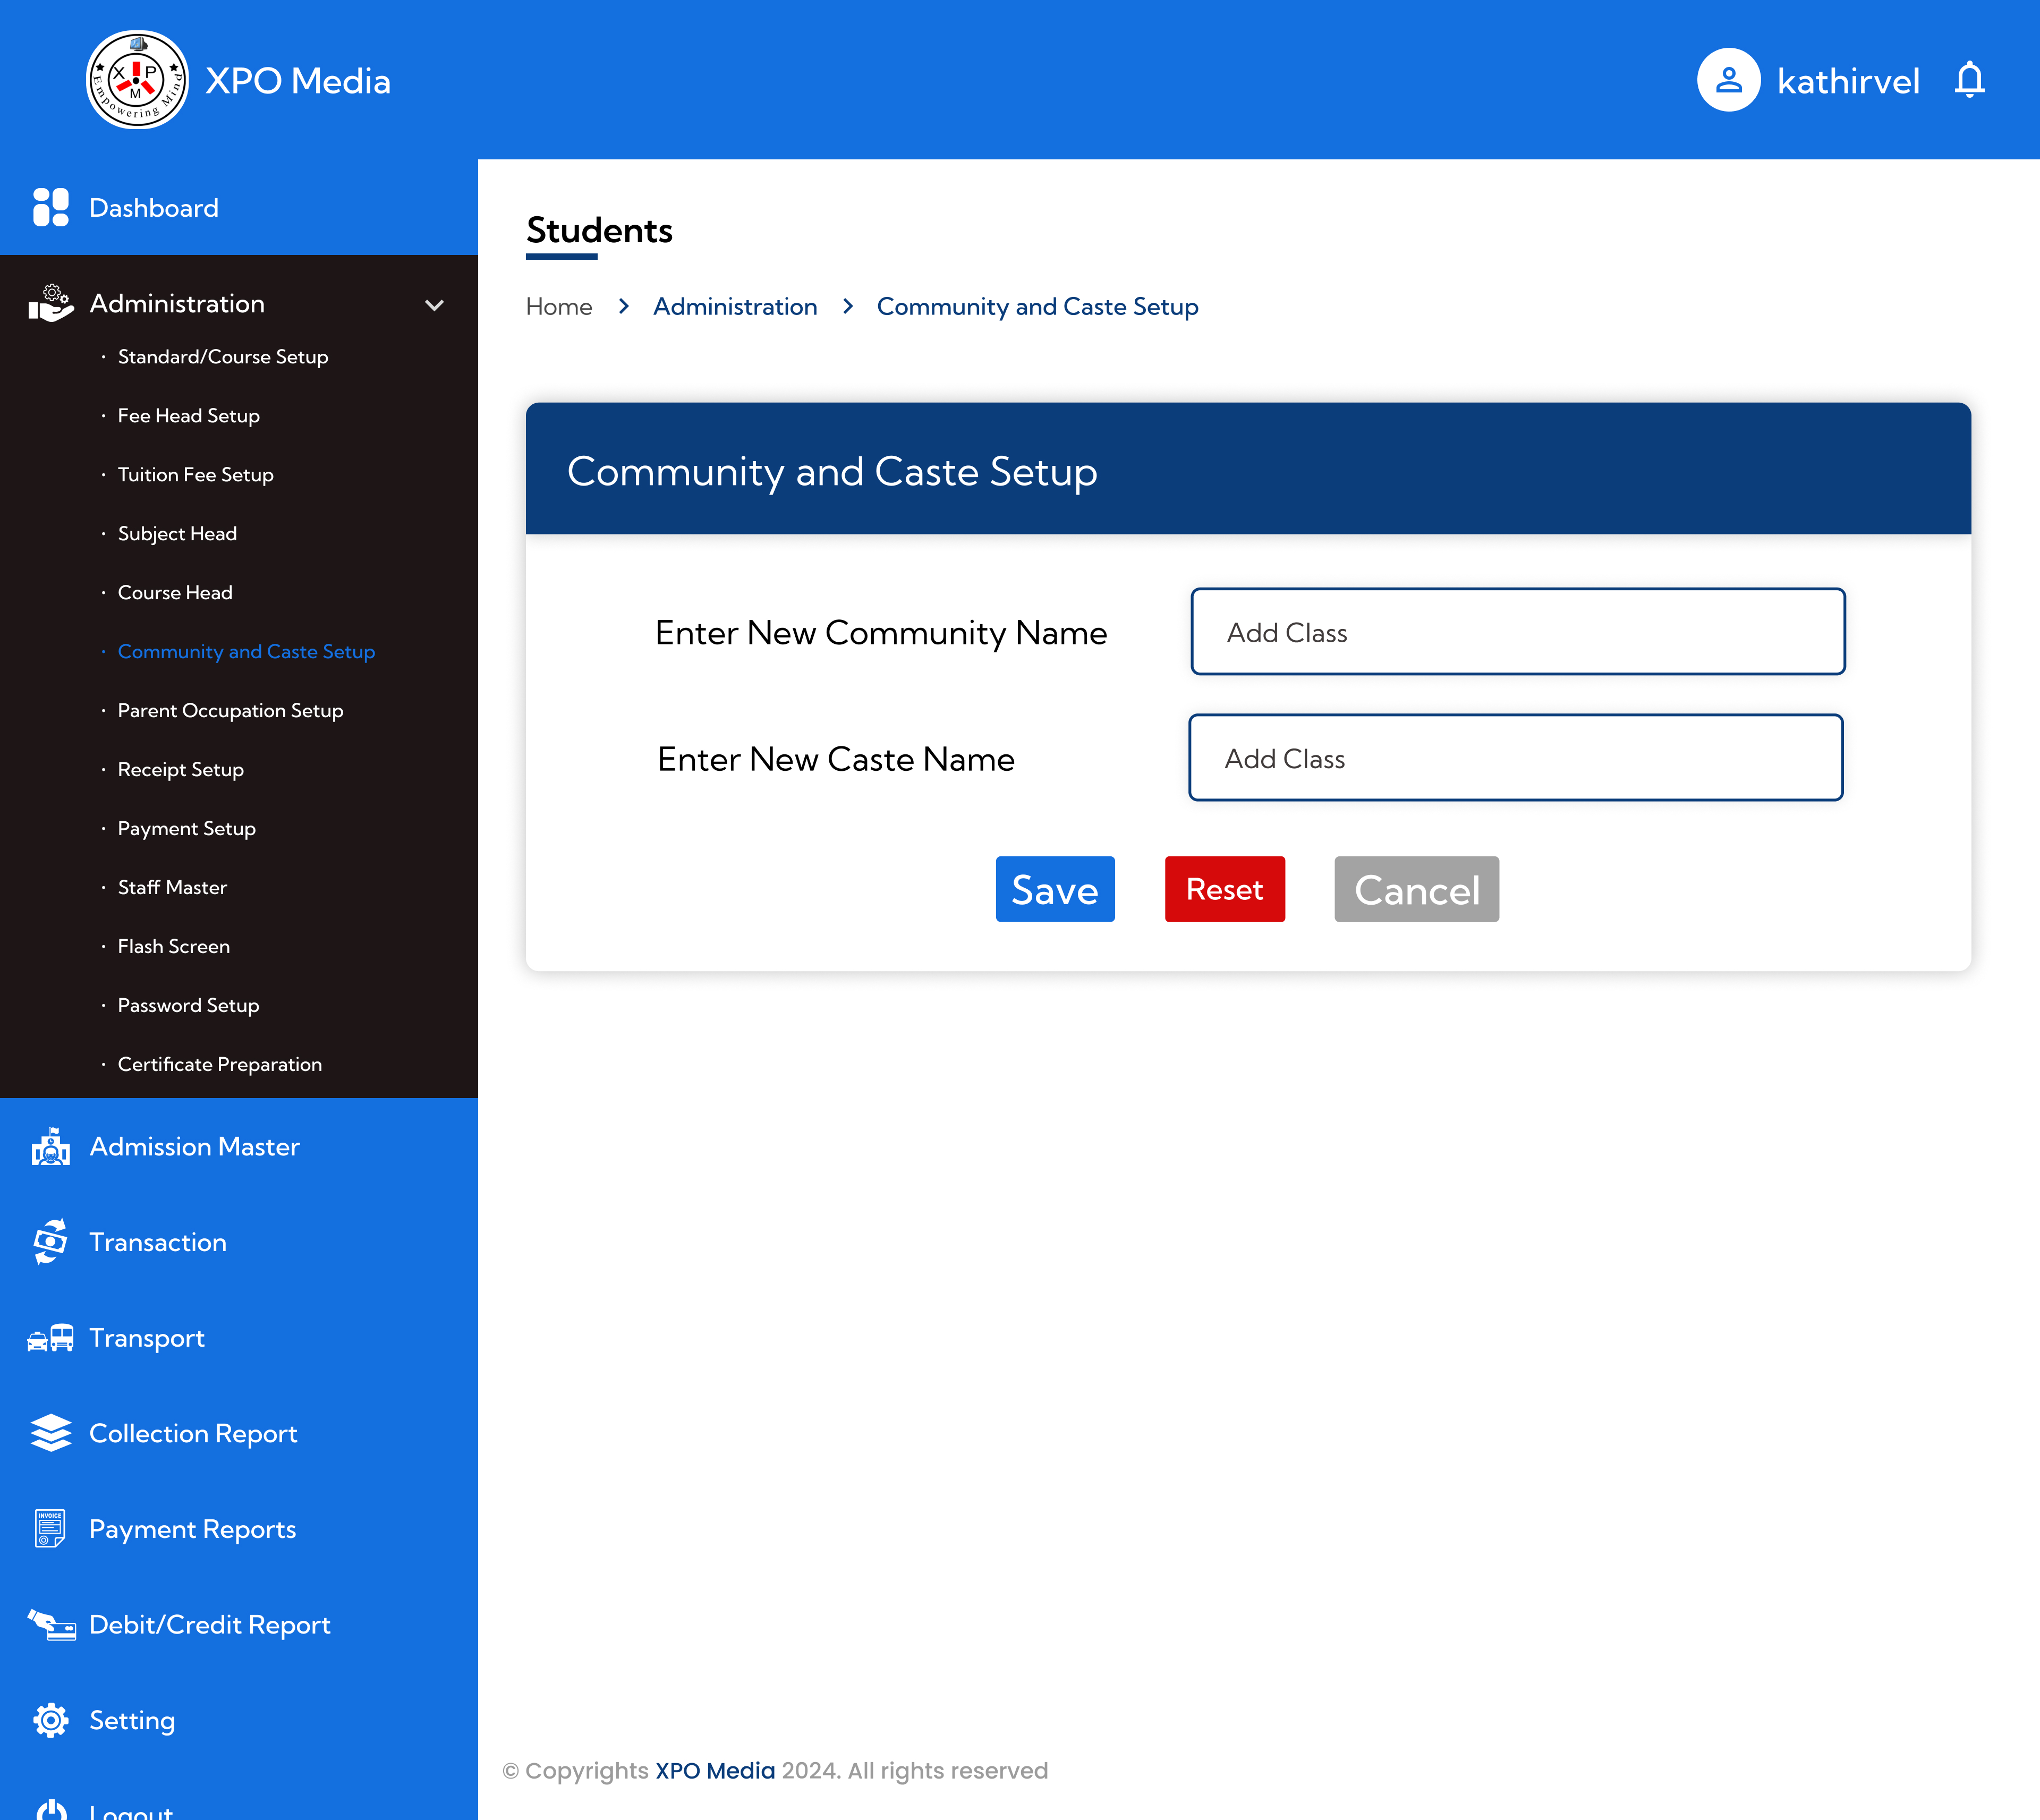 X P M
Empowering Mind
XPO Media
kathirvel
Dashboard
Administration
· Standard/Course Setup
· Fee Head Setup
· Tuition Fee Setup
· Subject Head
· Course Head
· Community and Caste Setup
· Parent Occupation Setup
· Receipt Setup
· Payment Setup
· Staff Master
· Flash Screen
· Password Setup
· Certificate Preparation
Admission Master
Transaction
Transport
Collection Report
INVOICE
Payment Reports
Debit/Credit Report
Setting
Logout
Students
Home > Administration > Community and Caste Setup
Community and Caste Setup
Enter New Community Name Add Class
Enter New Caste Name Add Class
Save Reset Cancel
© Copyrights XPO Media 2024. All rights reserved